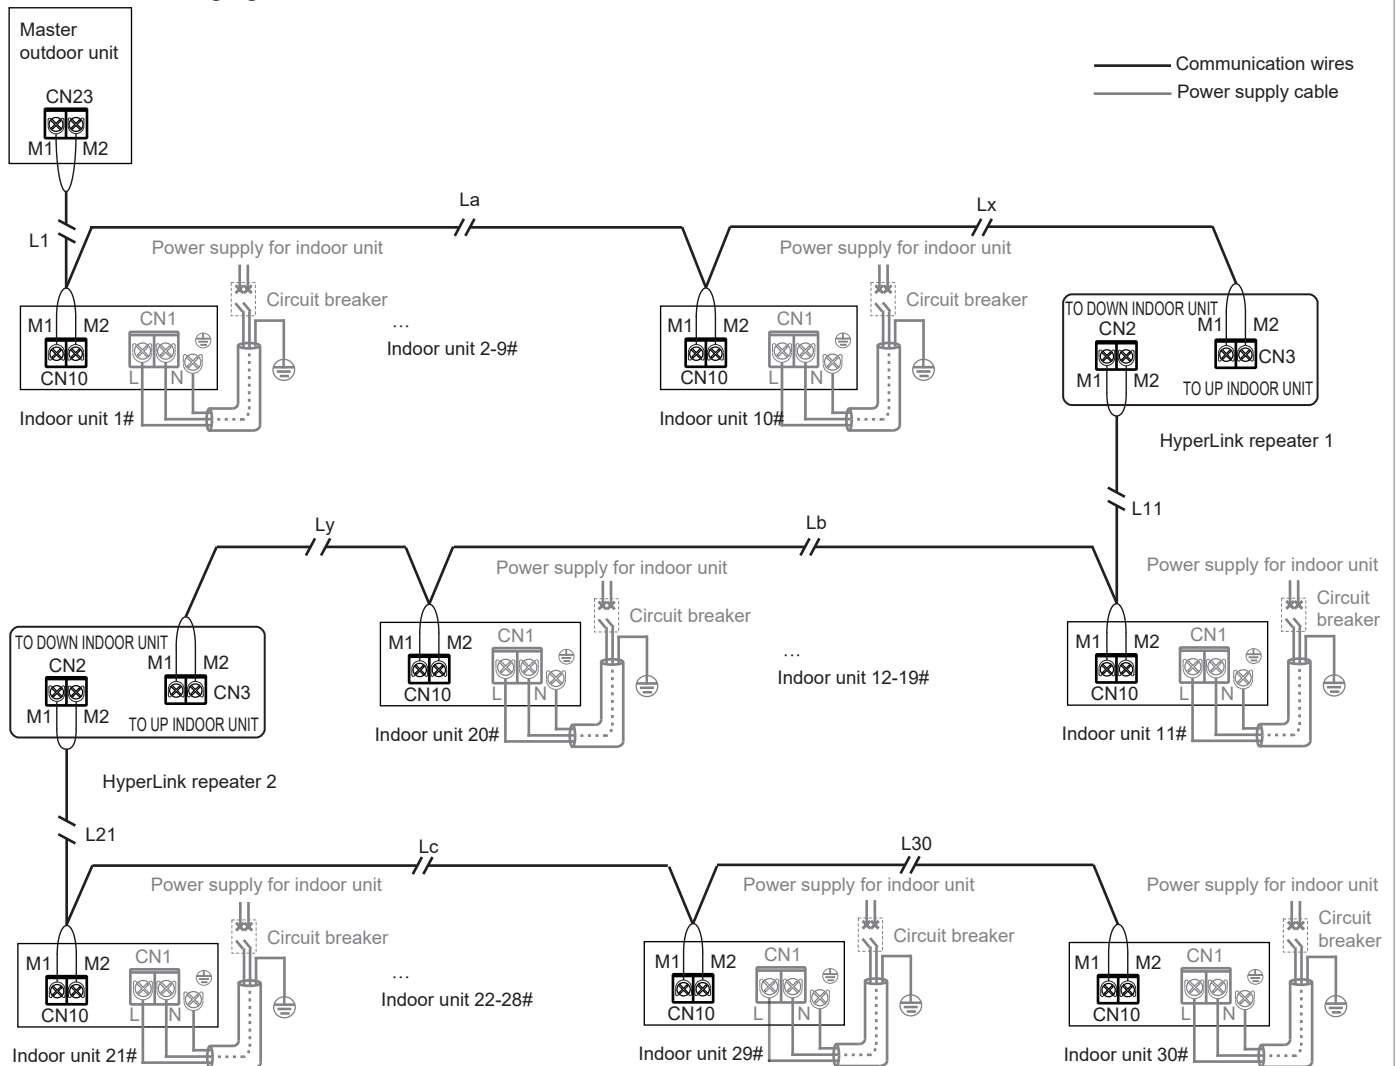 Master
outdoor unit
CN23
M1 M2
Communication wires
Power supply cable
L1
La
Lx
Power supply for indoor unit
Circuit breaker
M1 M2
CN1
CN10
L N
Indoor unit 1#
...
Indoor unit 2-9#
Power supply for indoor unit
Circuit breaker
M1 M2
CN1
CN10
L N
Indoor unit 10#
TO DOWN INDOOR UNIT
CN2
M1 M2
M1 M2
CN3
TO UP INDOOR UNIT
HyperLink repeater 1
L11
Ly
Lb
TO DOWN INDOOR UNIT
CN2
M1 M2
M1 M2
CN3
TO UP INDOOR UNIT
HyperLink repeater 2
Power supply for indoor unit
Circuit breaker
M1 M2
CN1
CN10
L N
Indoor unit 20#
...
Indoor unit 12-19#
Power supply for indoor unit
Circuit
breaker
M1 M2
CN1
CN10
L N
Indoor unit 11#
L21
Lc
L30
Power supply for indoor unit
Circuit breaker
M1 M2
CN1
CN10
L N
Indoor unit 21#
...
Indoor unit 22-28#
Power supply for indoor unit
Circuit breaker
M1 M2
CN1
CN10
L N
Indoor unit 29#
Power supply for indoor unit
Circuit
breaker
M1 M2
CN1
CN10
L N
Indoor unit 30#